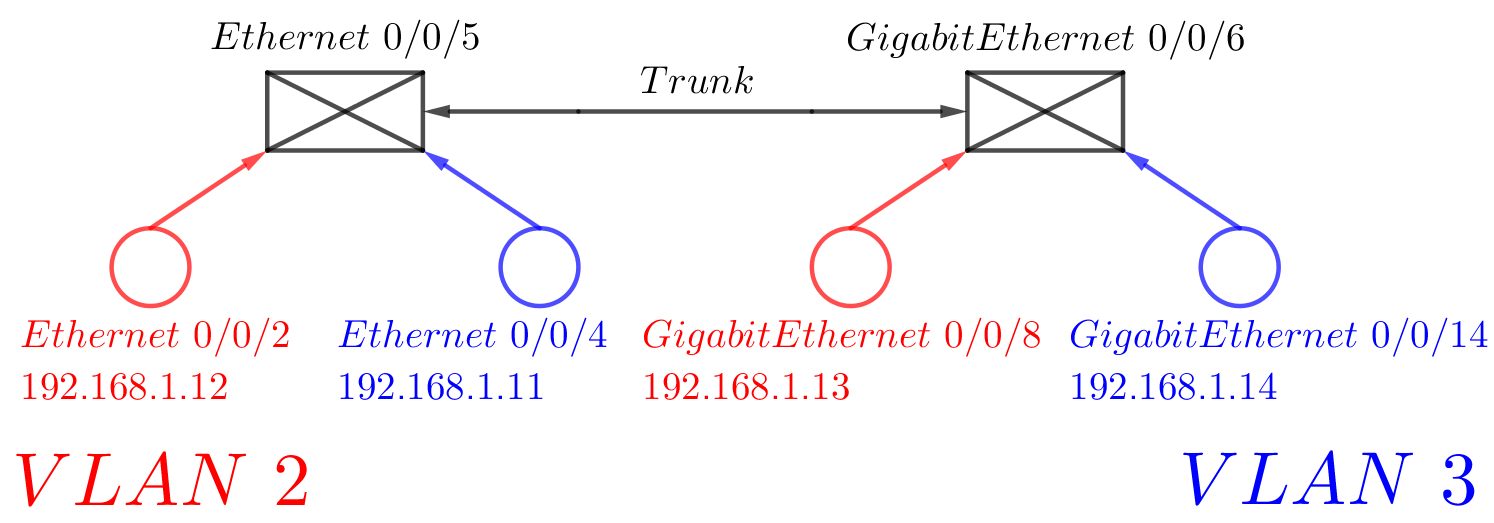 Ethernet 0/0/5
GigabitEthernet 0/0/6
Trunk
Ethernet 0/0/2
192.168.1.12
Ethernet 0/0/4
192.168.1.11
GigabitEthernet 0/0/8
192.168.1.13
GigabitEthernet 0/0/14
192.168.1.14
VLAN 2
VLAN 3